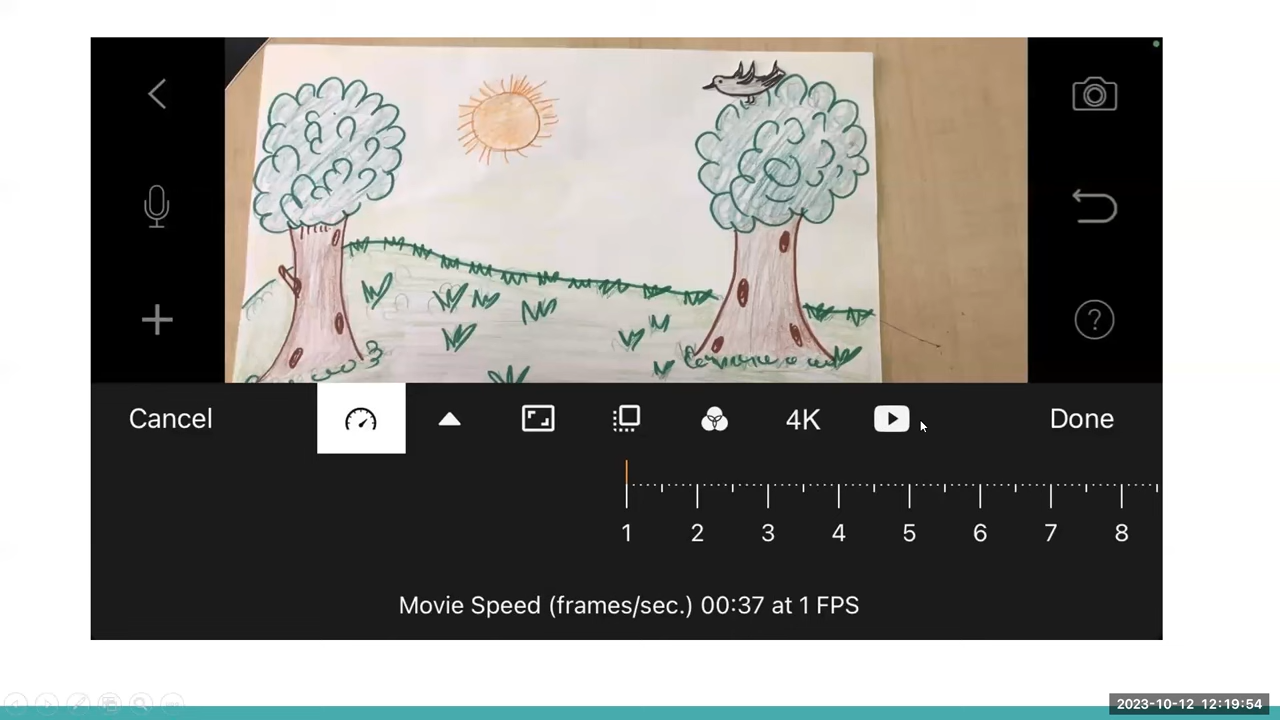 Cancel
4K
Done
1 2 3 4 5 6 7 8
Movie Speed (frames/sec.) 00:37 at 1 FPS
2023-10-12 12:19:54